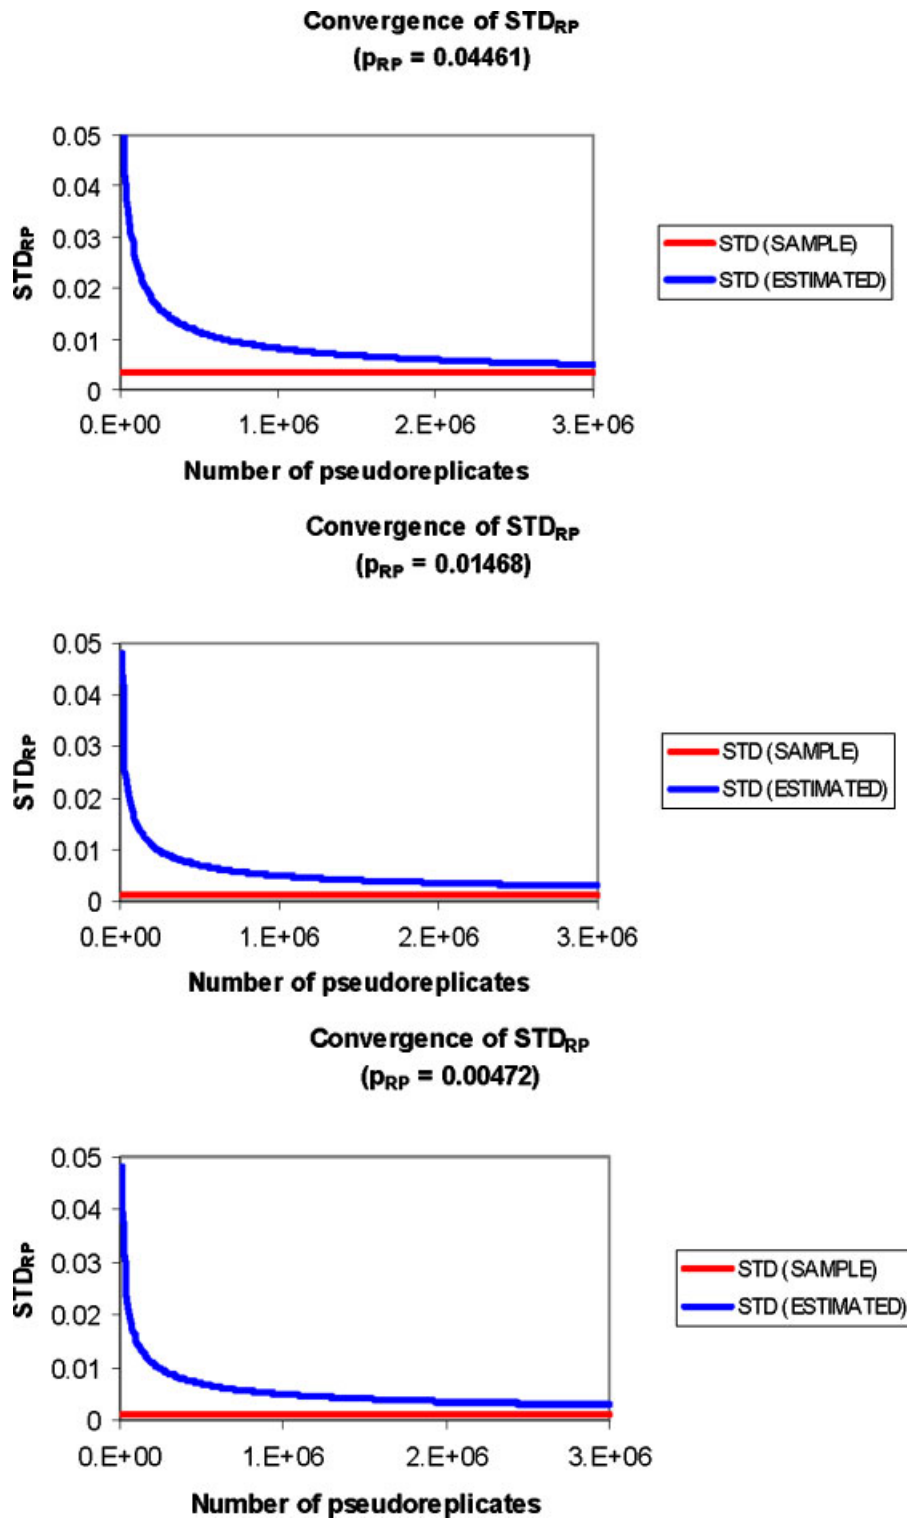 Convergence of STDRP
(pRP = 0.04461)
0.05
0.04
0.03
0.02
0.01
0
STDRP
0.E+00 1.E+06 2.E+06 3.E+06
Number of pseudoreplicates
STD (SAMPLE)
STD (ESTIMATED)
Convergence of STDRP
(pRP = 0.01468)
0.05
0.04
0.03
0.02
0.01
0
STDRP
0.E+00 1.E+06 2.E+06 3.E+06
Number of pseudoreplicates
STD (SAMPLE)
STD (ESTIMATED)
Convergence of STDRP
(pRP = 0.00472)
0.05
0.04
0.03
0.02
0.01
0
STDRP
0.E+00 1.E+06 2.E+06 3.E+06
Number of pseudoreplicates
STD (SAMPLE)
STD (ESTIMATED)